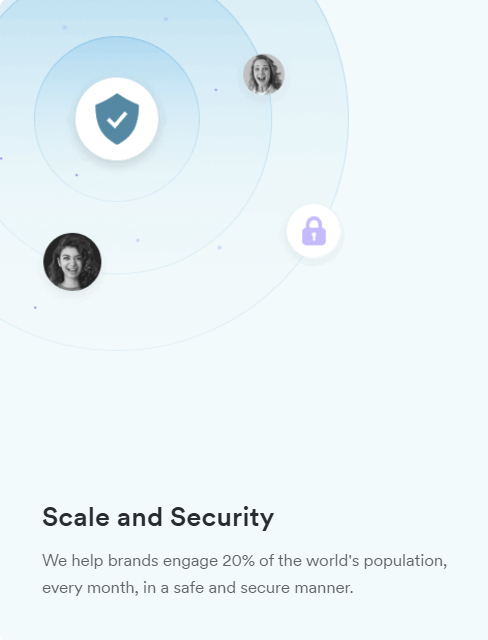 Scale and Security
We help brands engage 20% of the world's population,
every month, in a safe and secure manner.